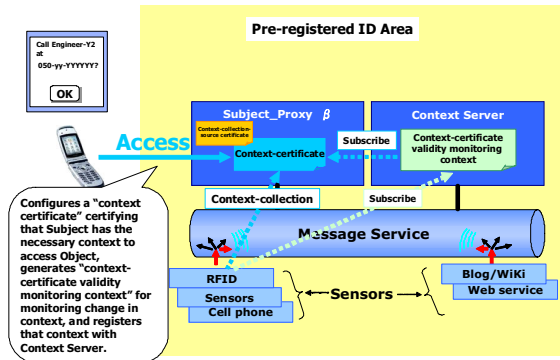 Pre-registered ID Area
Call Engineer-Y2
at
050-yy-YYYYYY?
OK
Subject_Proxy β
Context Server
Context-collection-
source certificate
Access
Context-certificate
Subscribe
Context-certificate
validity monitoring
context
Context-collection
Subscribe
Configures a “context
certificate” certifying
that Subject has the
necessary context to
access Object,
generates “context-
certificate validity
monitoring context” for
monitoring change in
context, and registers
that context with
Context Server.
Message Service
RFID
Sensors
Cell phone
Sensors
Blog/WiKi
Web service